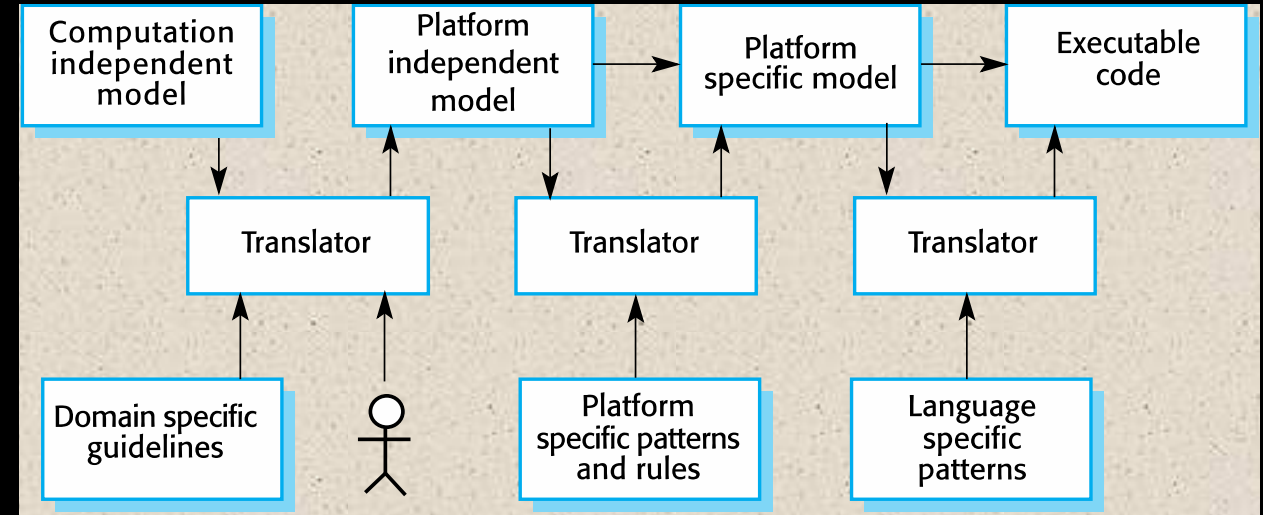 Computation
independent
model
Platform
independent
model
Platform
specific model
Executable
code
Translator
Translator
Translator
Domain specific
guidelines
Platform
specific patterns
and rules
Language
specific
patterns